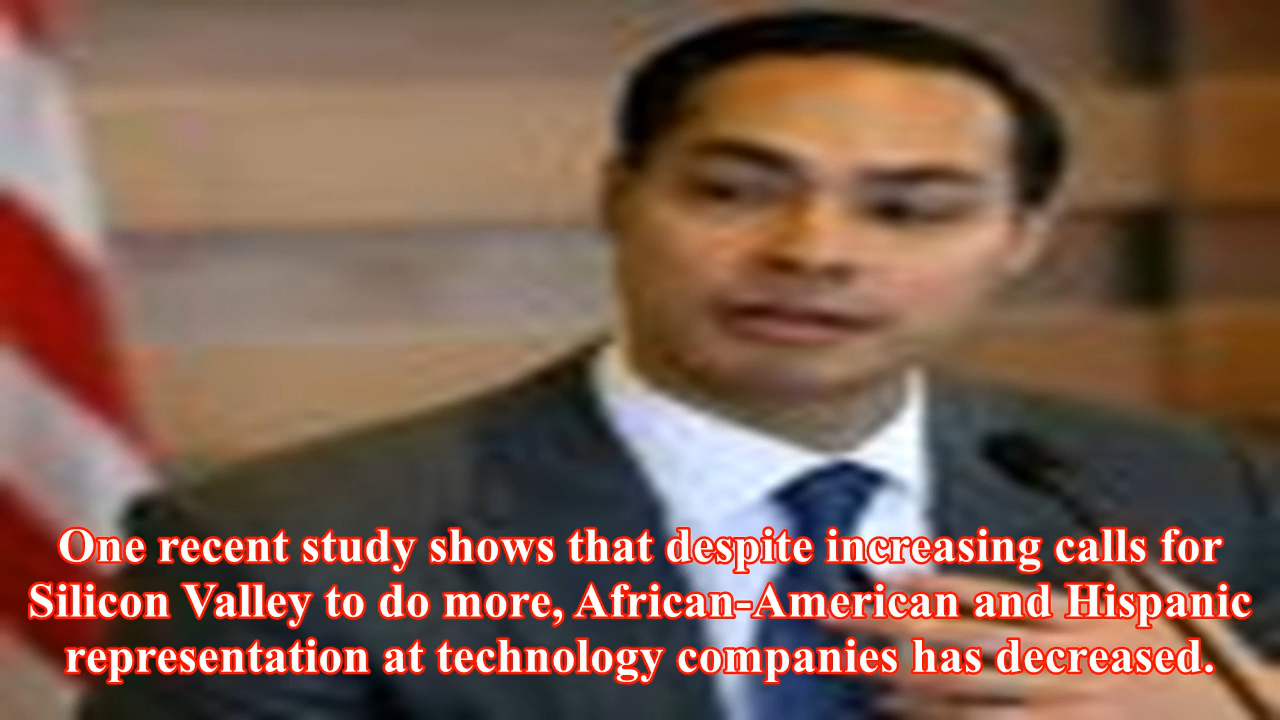 One recent study shows that despite increasing calls for
Silicon Valley to do more, African-American and Hispanic
representation at technology companies has decreased.